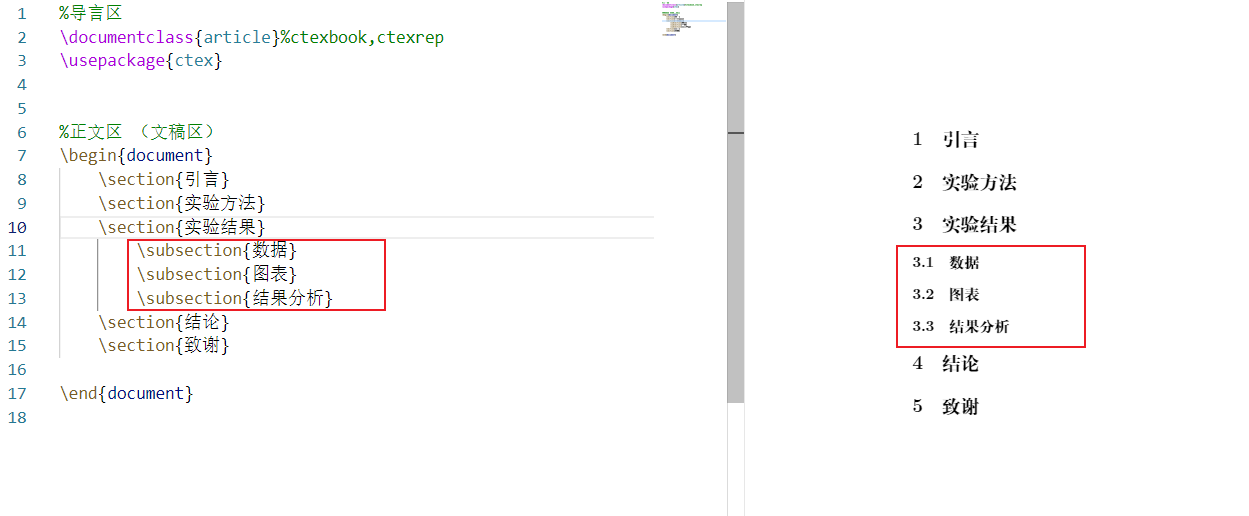 1 %导言区
2 \documentclass{article}%ctexbook,ctexrep
3 \usepackage{ctex}
4
5
6 %正文区 （文稿区）
7 \begin{document}
8 \section{引言}
9 \section{实验方法}
10 \section{实验结果}
11 \subsection{数据}
12 \subsection{图表}
13 \subsection{结果分析}
14 \section{结论}
15 \section{致谢}
16
17 \end{document}
18
1 引言
2 实验方法
3 实验结果
3.1 数据
3.2 图表
3.3 结果分析
4 结论
5 致谢